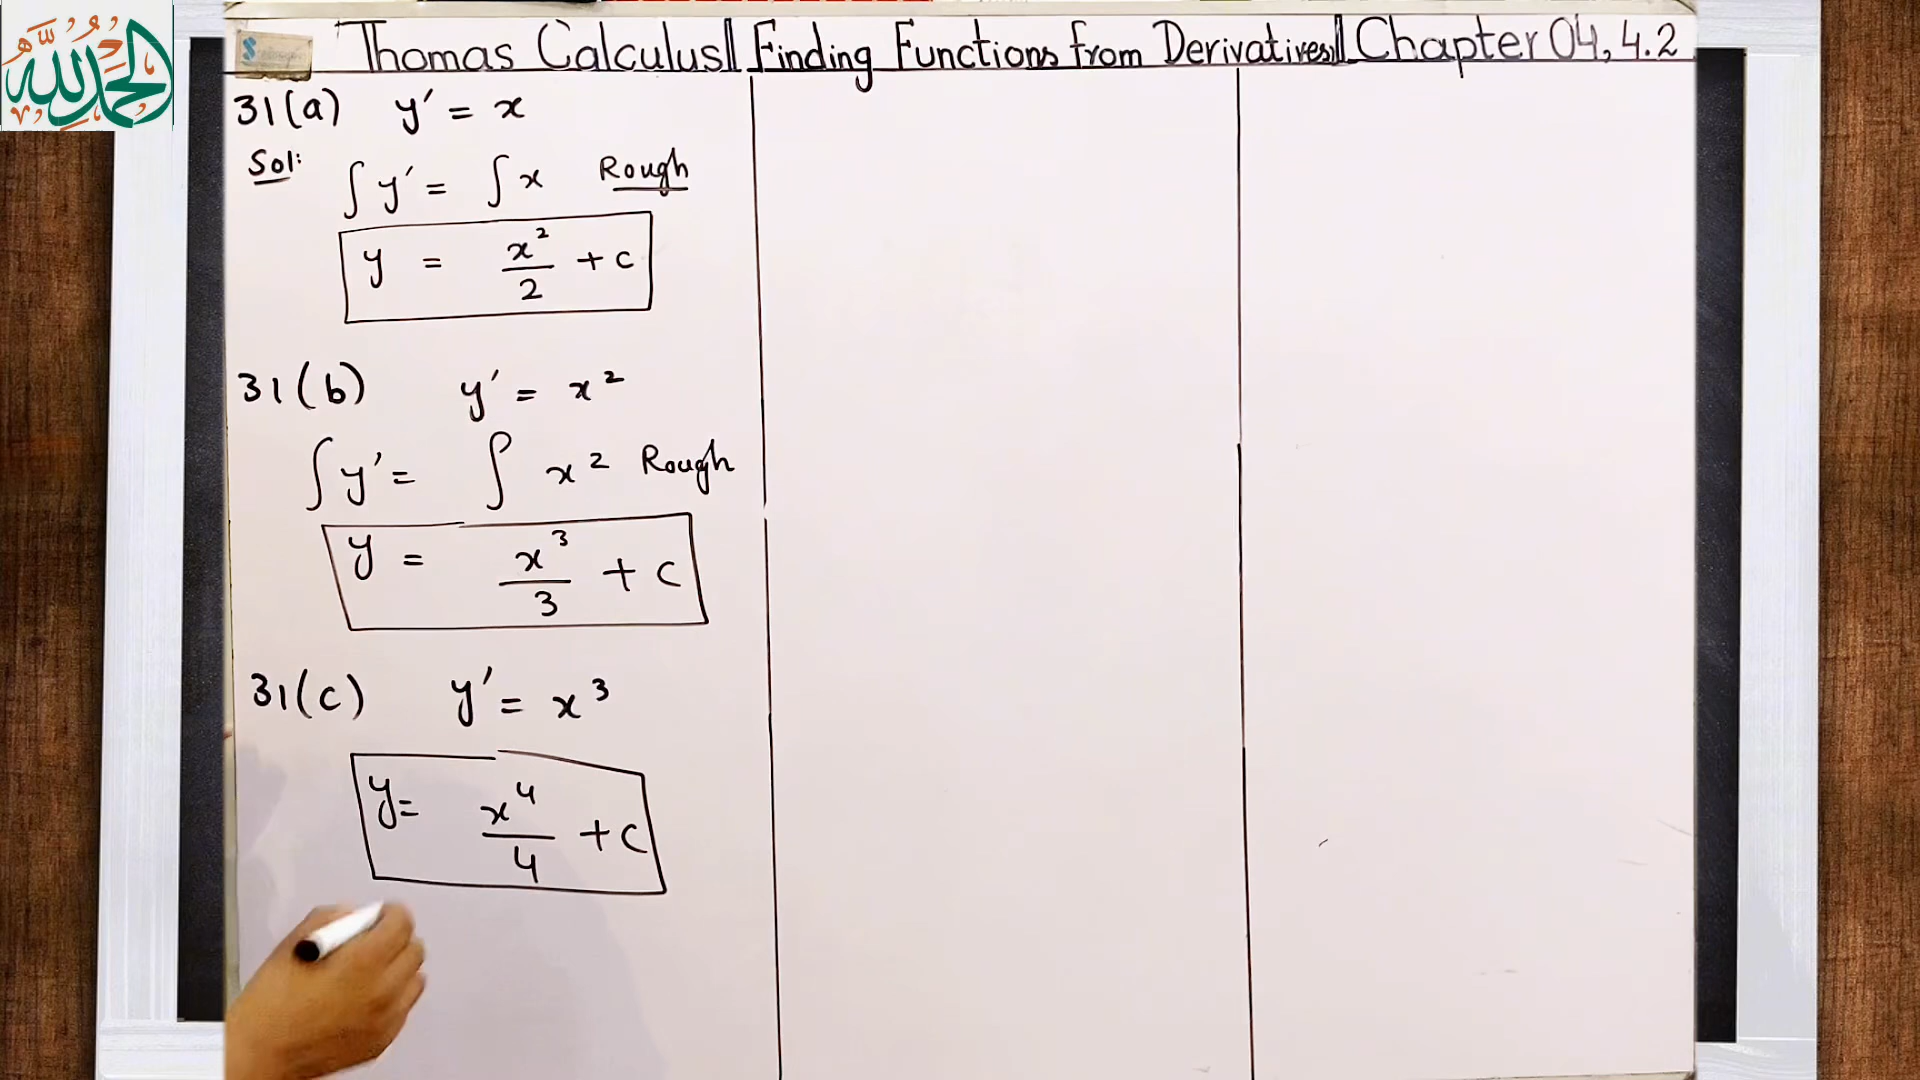 الحمد لله
Thomas Calculus|| Finding Functions from Derivatives|| Chapter 04, 4.2
31(a) y' = x
Sol:
∫ y' = ∫ x Rough
y = x²/2 + c
31(b) y' = x²
∫ y' = ∫ x² Rough
y = x³/3 + c
31(c) y' = x³
y = x⁴/4 + c